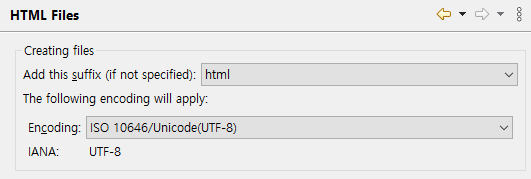 HTML Files
Creating files
Add this suffix (if not specified): html
The following encoding will apply:
Encoding: ISO 10646/Unicode(UTF-8)
IANA: UTF-8